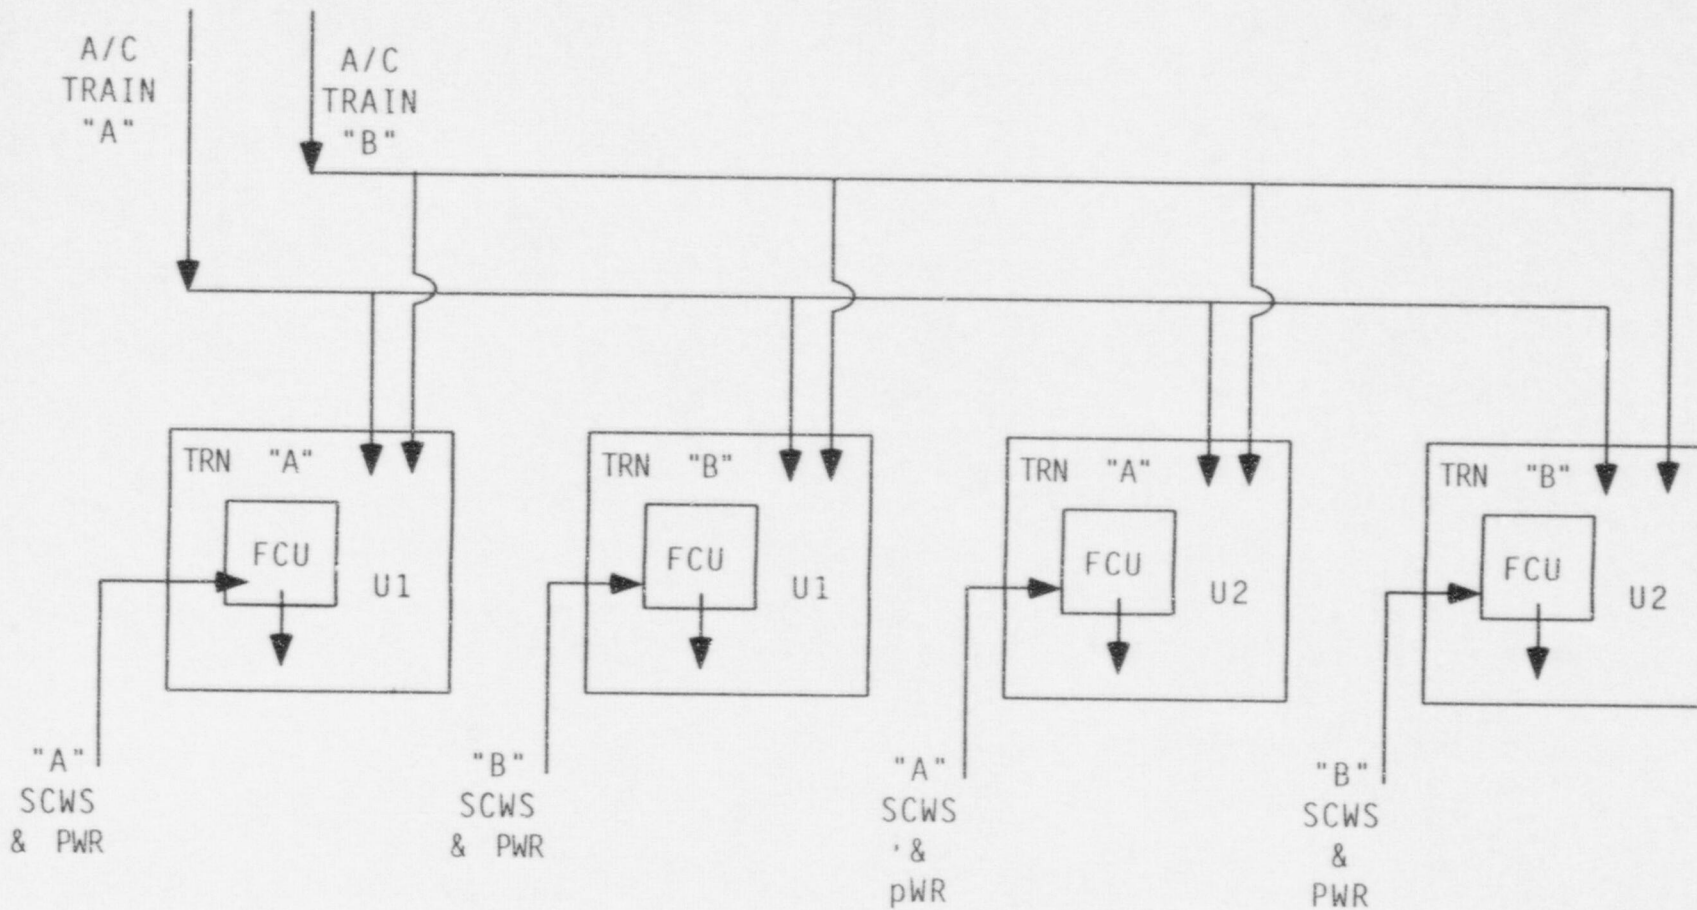 A/C
TRAIN
"A"
A/C
TRAIN
"B"
TRN "A"
FCU
U1
TRN "B"
FCU
U1
TRN "A"
FCU
U2
TRN "B"
FCU
U2
"A"
SCWS
& PWR
"B"
SCWS
& PWR
"A"
SCWS
'&
pWR
"B"
SCWS
&
PWR